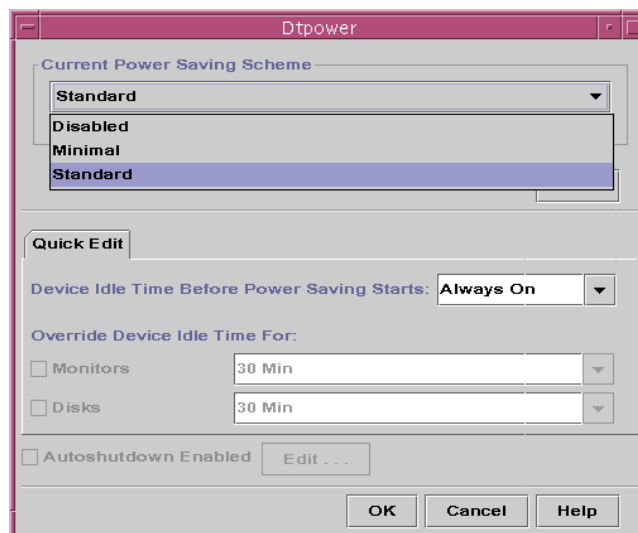 Dtpower
Current Power Saving Scheme
Standard
Disabled
Minimal
Standard
Quick Edit
Device Idle Time Before Power Saving Starts: Always On
Override Device Idle Time For:
Monitors 30 Min
Disks 30 Min
Autoshutdown Enabled Edit . . .
OK Cancel Help